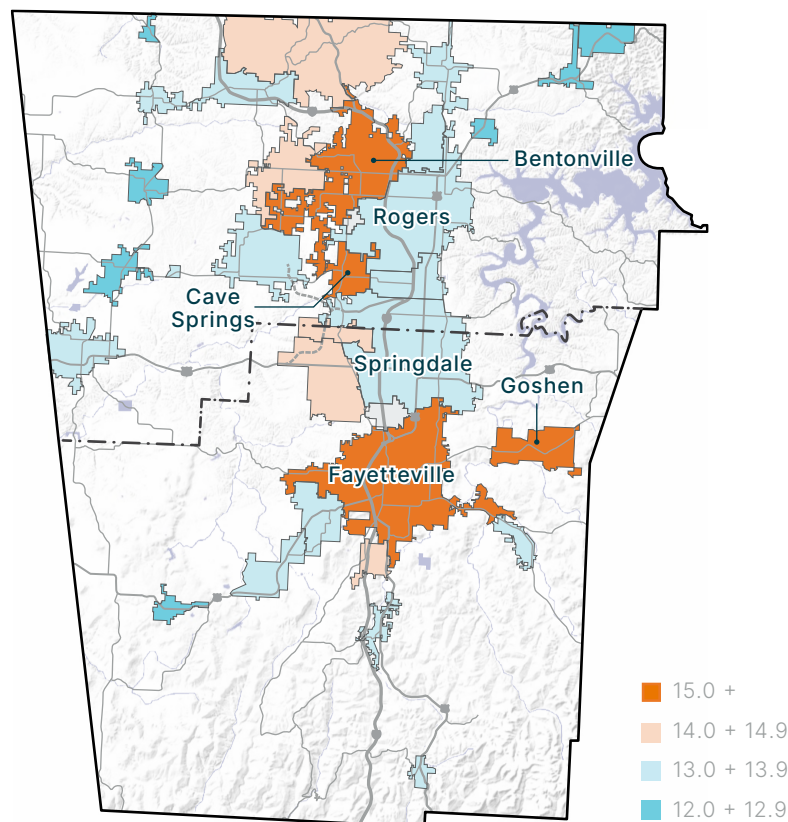 Bentonville
Rogers
Cave
Springs
Springdale
Goshen
Fayetteville
15.0 +
14.0 + 14.9
13.0 + 13.9
12.0 + 12.9